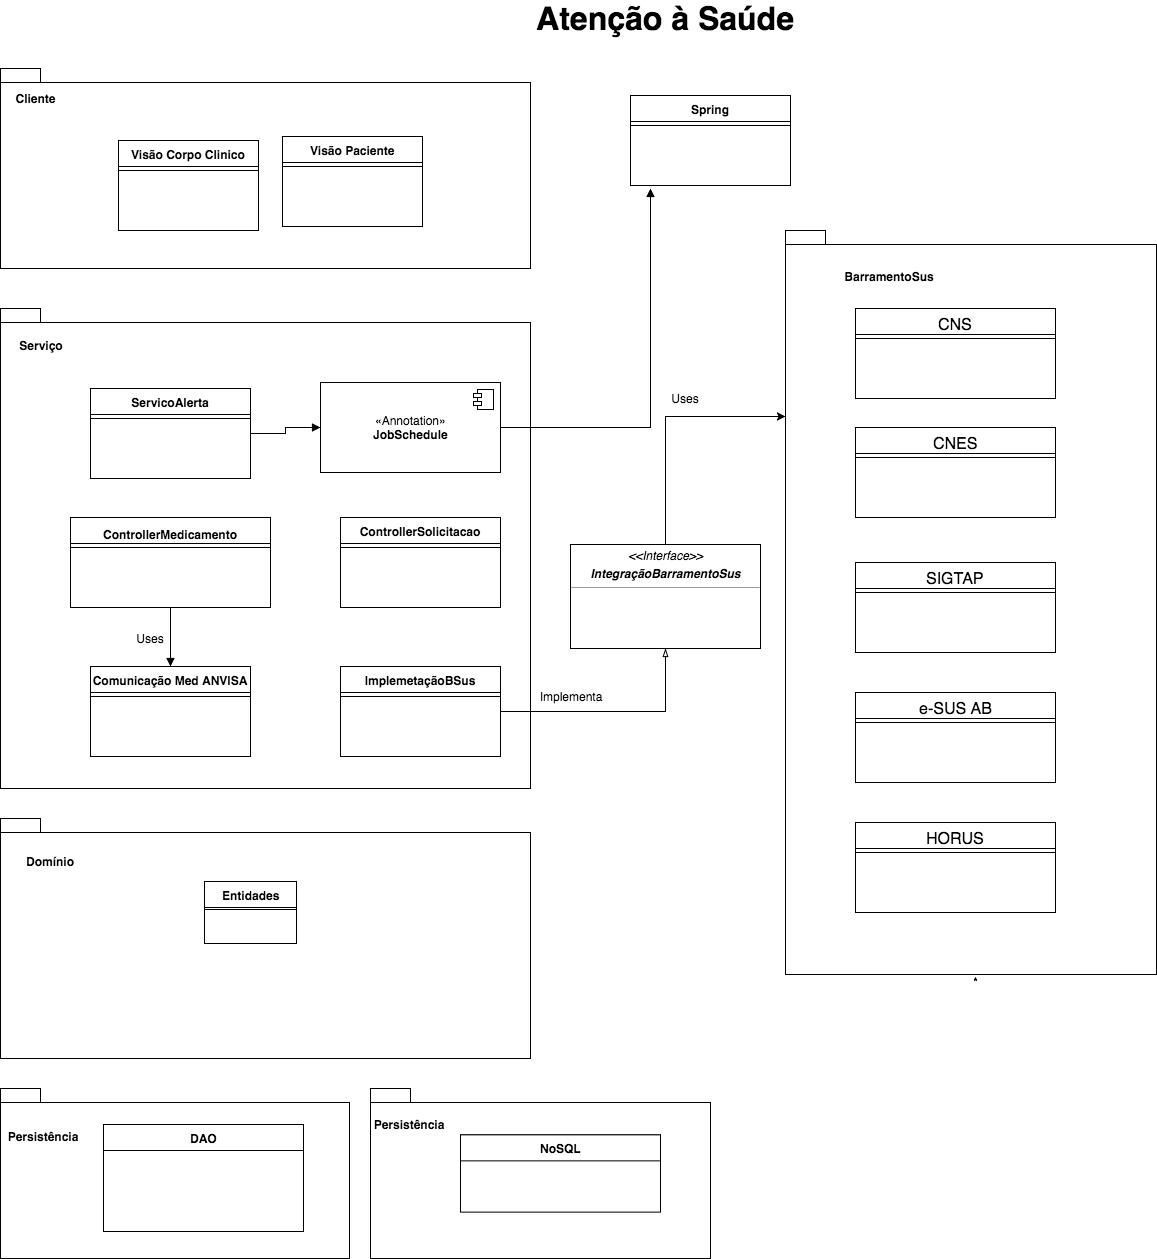 Atenção à Saúde
Cliente
Visão Corpo Clinico
Visão Paciente
Spring
BarramentoSus
CNS
CNES
SIGTAP
e-SUS AB
HORUS
*
Serviço
ServicoAlerta
«Annotation»
JobSchedule
Uses
ControllerMedicamento
ControllerSolicitacao
<<Interface>>
IntegraçãoBarramentoSus
Uses
Comunicação Med ANVISA
ImplemetaçãoBSus
Implementa
Domínio
Entidades
Persistência
DAO
Persistência
NoSQL